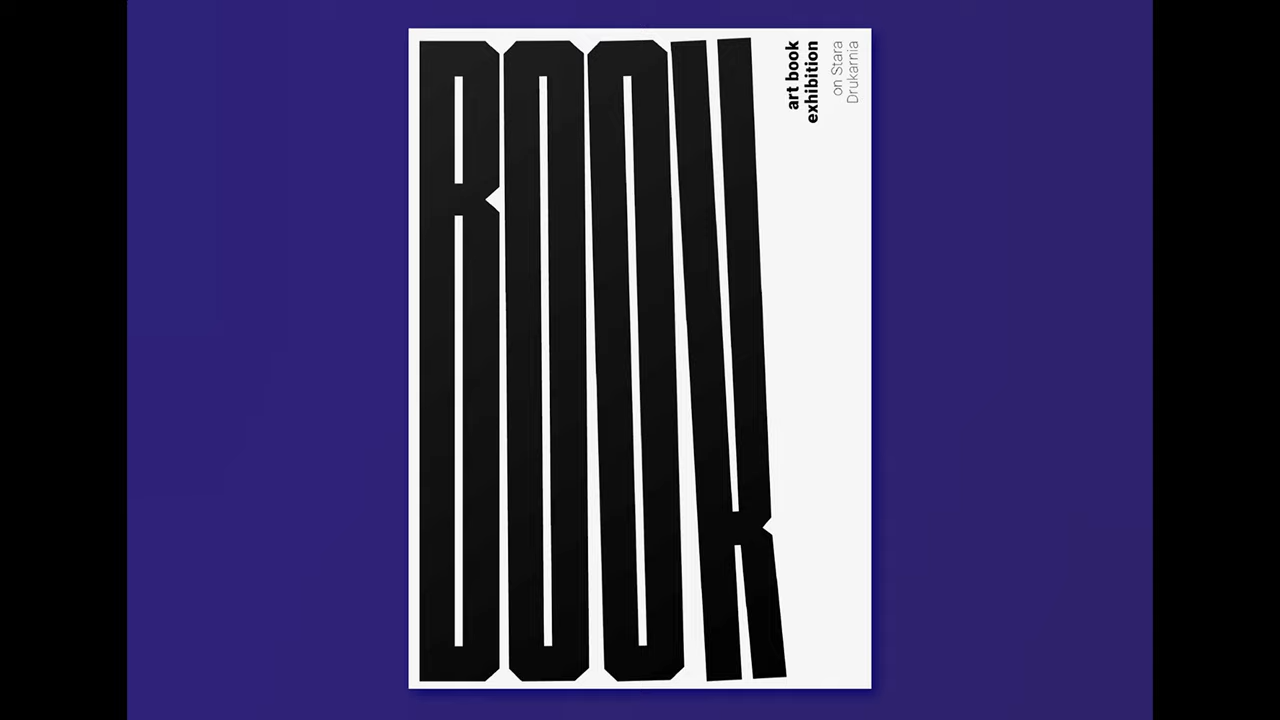 BOOK
art book
exhibition
on Stara
Drukarnia